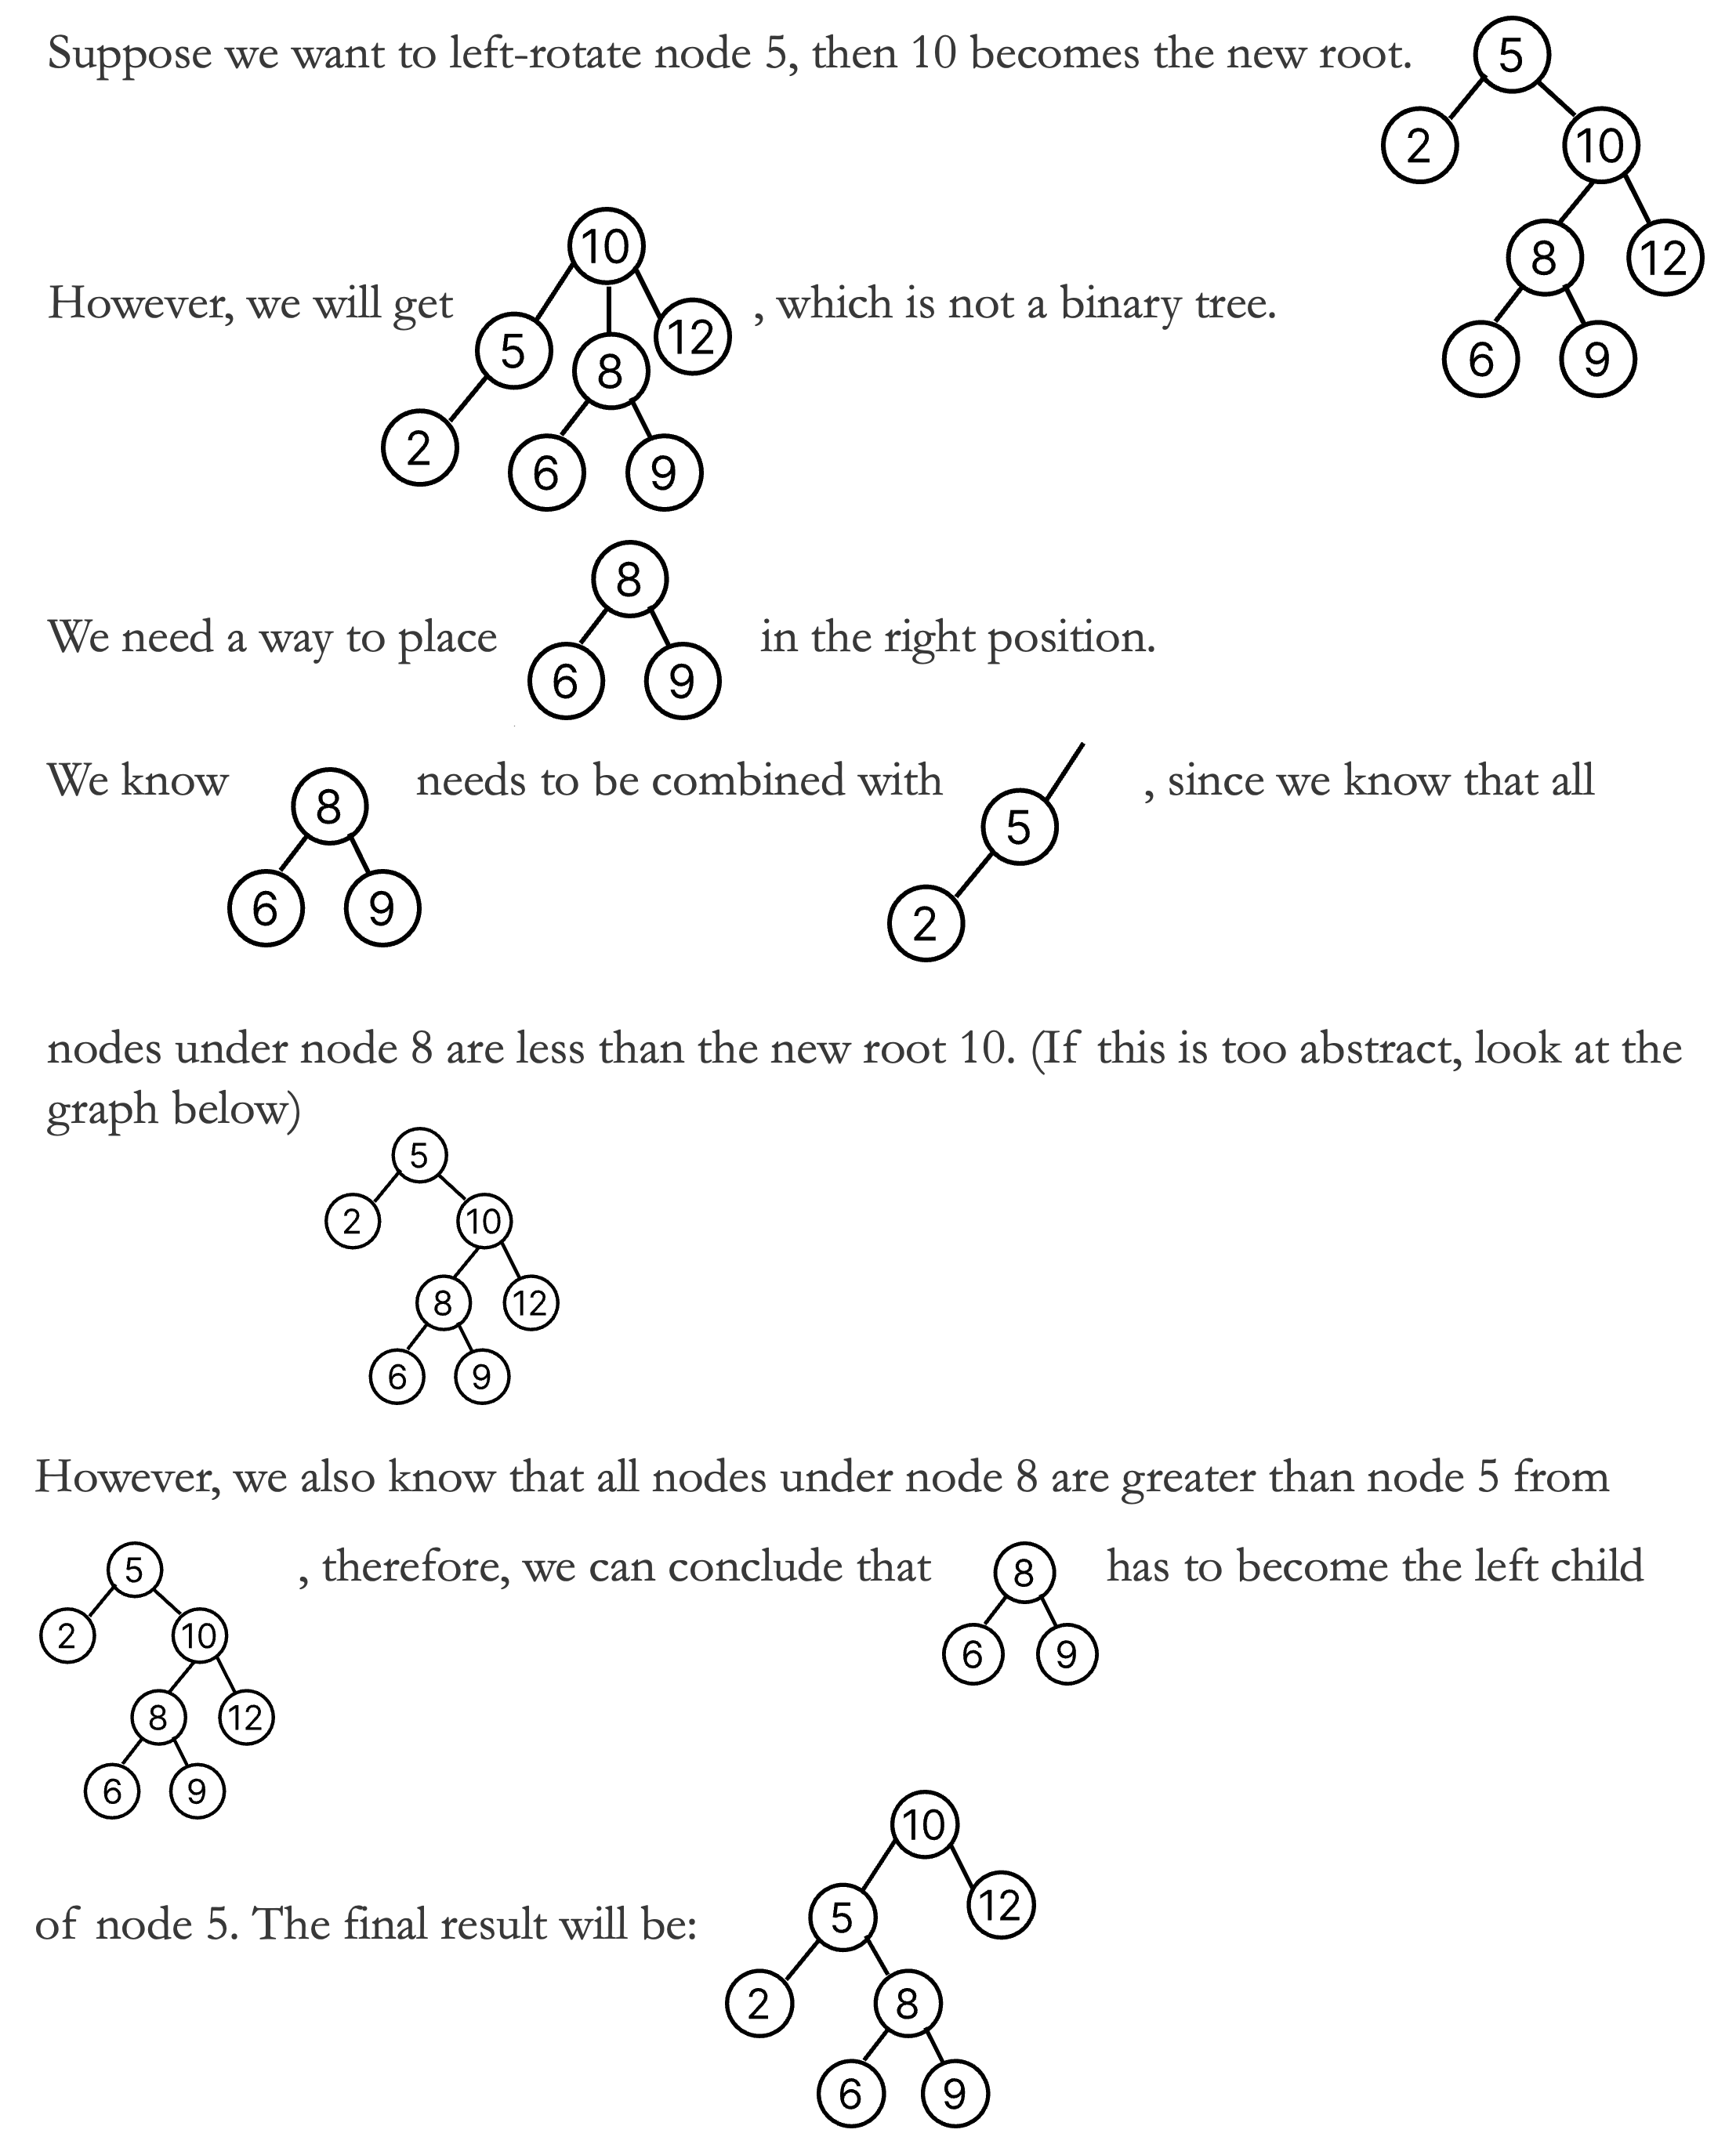 Suppose we want to left-rotate node 5, then 10 becomes the new root.
5
2 10
8 12
6 9
10
However, we will get 5 8 12 , which is not a binary tree.
2 6 9
8
We need a way to place 6 9 in the right position.
We know 8 needs to be combined with 5 , since we know that all
6 9 2
nodes under node 8 are less than the new root 10. (If this is too abstract, look at the
graph below)
5
2 10
8 12
6 9
However, we also know that all nodes under node 8 are greater than node 5 from
5 , therefore, we can conclude that 8 has to become the left child
2 10 6 9
8 12
6 9
10
of node 5. The final result will be: 5 12
2 8
6 9